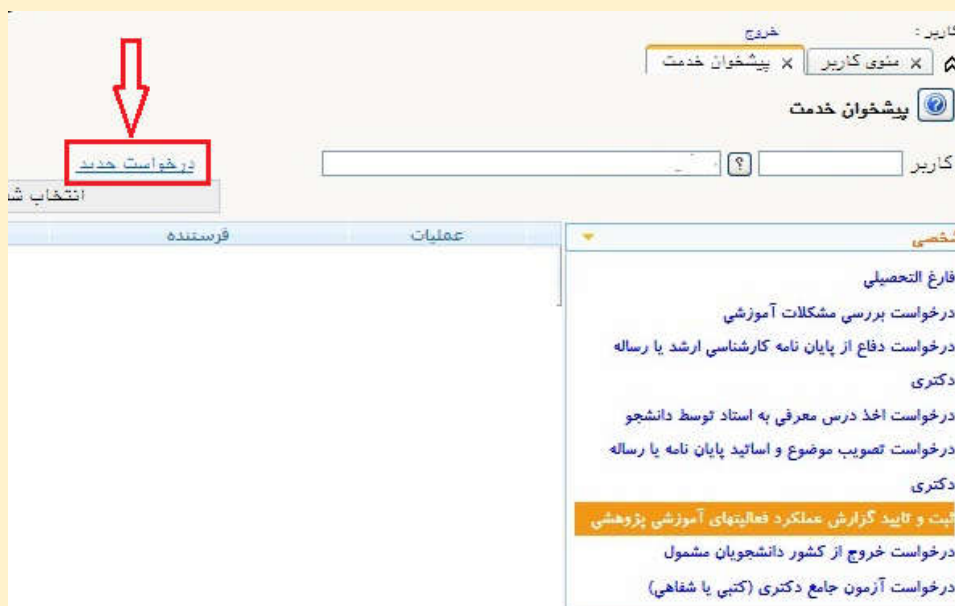 کاربر :
خروج
منوی کاربر
پیشخوان خدمت
پیشخوان خدمت
کاربر
؟
درخواست جدید
انتخاب
شخصی
عملیات
فرستنده
فارغ التحصیلی
درخواست بررسی مشکلات آموزشی
درخواست دفاع از پایان نامه کارشناسی ارشد یا رساله
دکتری
درخواست اخذ درس معرفی به استاد توسط دانشجو
درخواست تصویب موضوع و اساتید پایان نامه یا رساله
دکتری
ثبت و تایید گزارش عملکرد فعالیتهای آموزشی پژوهشی
درخواست خروج از کشور دانشجویان مشمول
درخواست آزمون جامع دکتری (کتبی یا شفاهی)